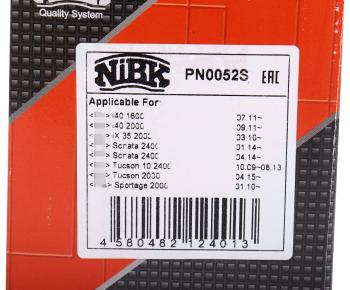 Quality System
NiBK PN0052S EAC
Applicable For
i40 1600 07.11~
i40 2000 09.11~
iX 35 2000 03.10~
Sonata 2400 01.14~
Sonata 2400 04.14~
Tucson 10 2400 10.09~08.13
Tucson 2000 04.15~
Sportage 2000 01.10~
4 580482 124013